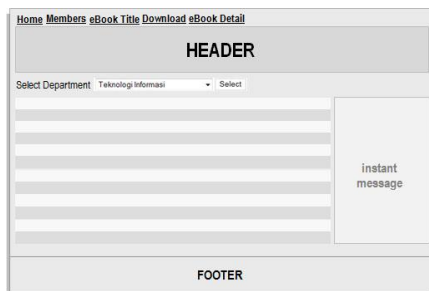 Home Members eBook Title Download eBook Detail
HEADER
Select Department Teknologi Informasi Select
instant
message
FOOTER